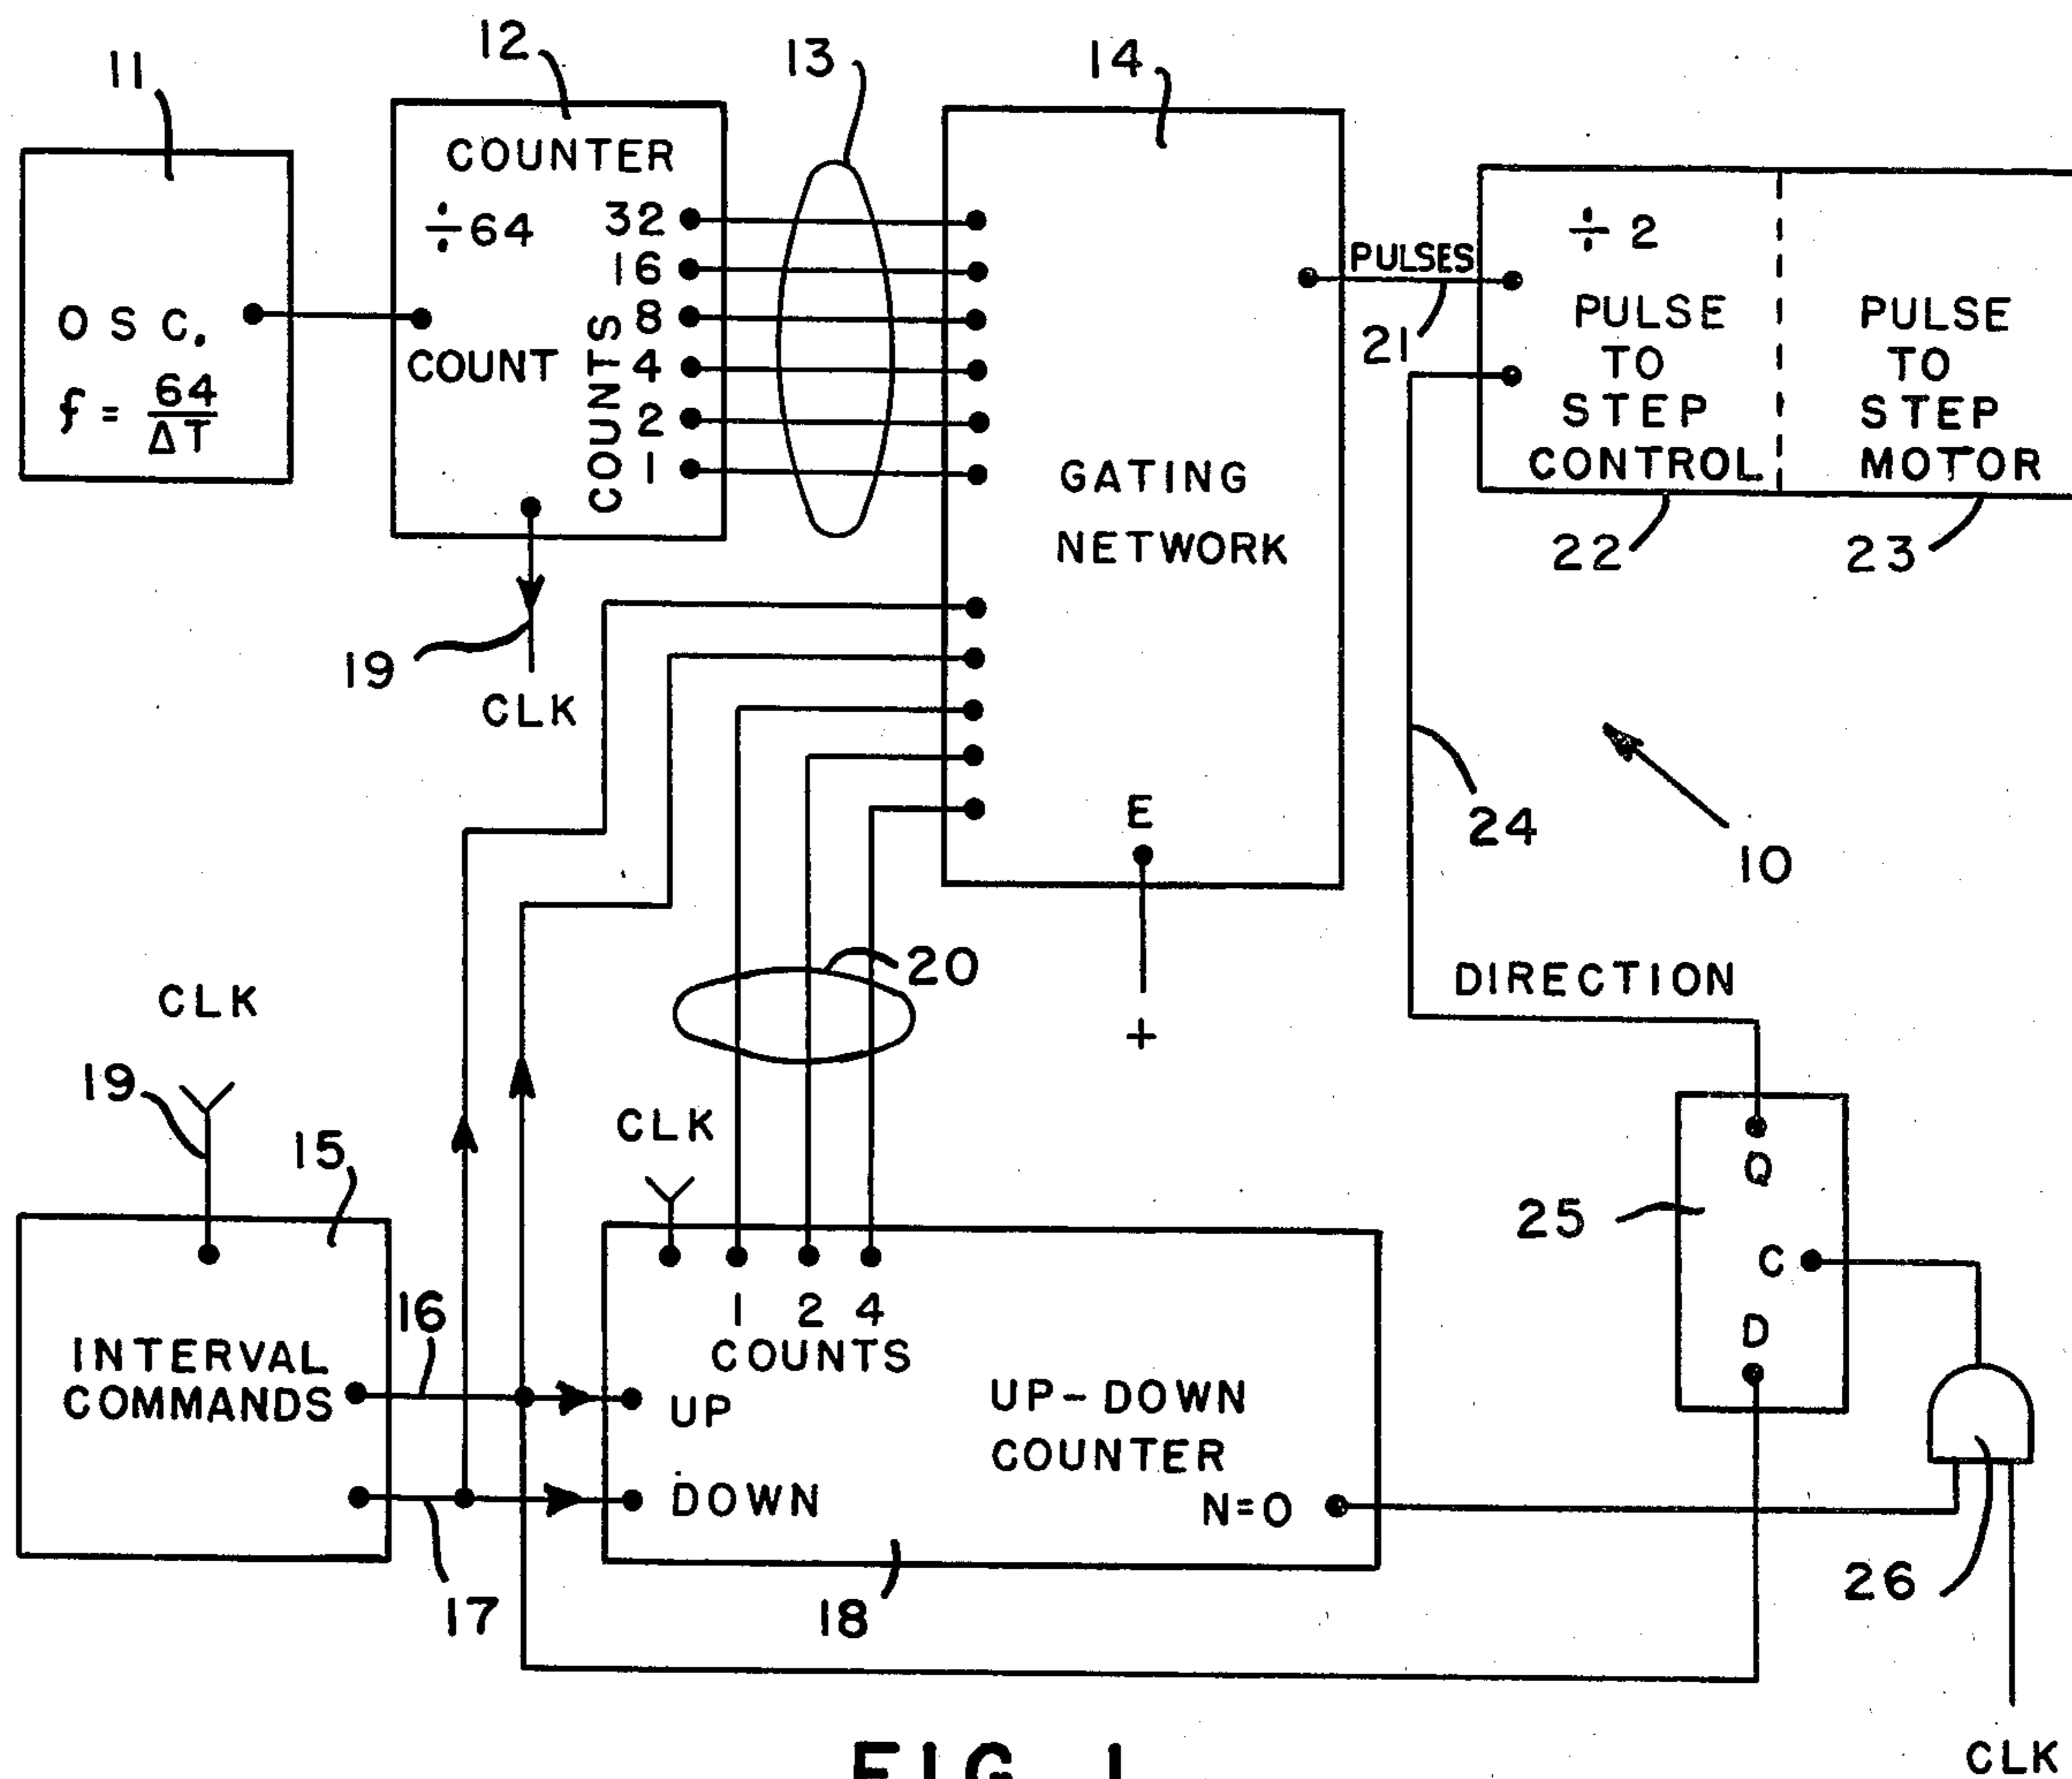 11
12
13
14
COUNTER
÷64
32
16
8
4
2
1
COUNTS
COUNT
O S C.
f = 64/ΔT
PULSES
21
÷ 2
PULSE
TO
STEP
CONTROL
PULSE
TO
STEP
MOTOR
22
23
GATING
NETWORK
19
CLK
E
+
24
10
20
DIRECTION
CLK
19
15
CLK
Q
25
C
D
16
1 2 4
COUNTS
INTERVAL
COMMANDS
UP
UP-DOWN
COUNTER
DOWN
N=0
17
18
26
CLK
FIG. 1